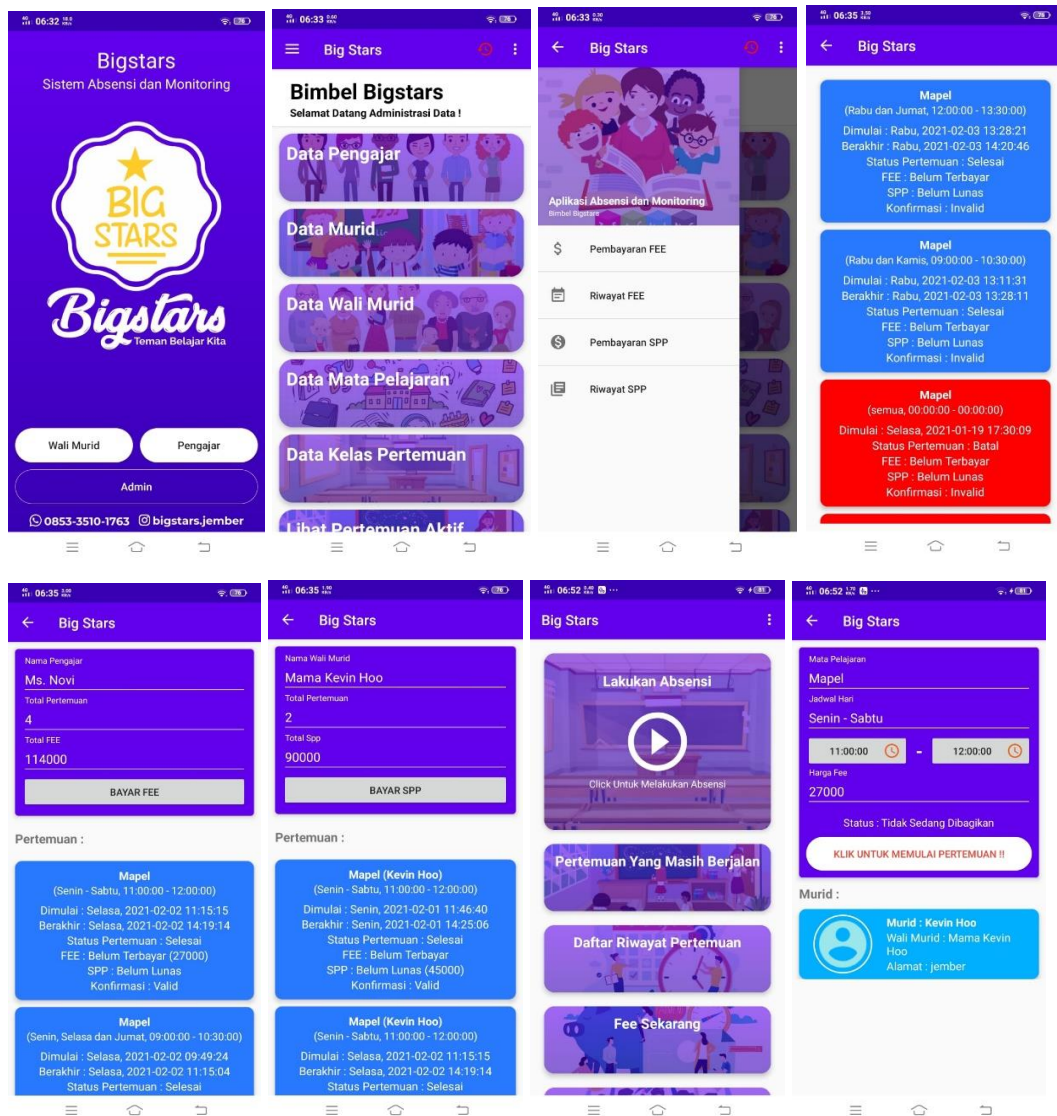 06:32
Bigstars
Sistem Absensi dan Monitoring
BIG
STARS
Bigstars
Teman Belajar Kita
Wali Murid
Pengajar
Admin
0853-3510-1763
bigstars.jember
06:33
Big Stars
Bimbel Bigstars
Selamat Datang Administrasi Data !
Data Pengajar
Data Murid
Data Wali Murid
Data Mata Pelajaran
Data Kelas Pertemuan
Lihat Pertemuan Aktif
06:33
Big Stars
Aplikasi Absensi dan Monitoring
Bimbel Bigstars
Pembayaran FEE
Riwayat FEE
Pembayaran SPP
Riwayat SPP
06:35
Big Stars
Mapel
(Rabu dan Jumat, 12:00:00 - 13:30:00)
Dimulai : Rabu, 2021-02-03 13:28:21
Berakhir : Rabu, 2021-02-03 14:20:46
Status Pertemuan : Selesai
FEE : Belum Terbayar
SPP : Belum Lunas
Konfirmasi : Invalid
Mapel
(Rabu dan Kamis, 09:00:00 - 10:30:00)
Dimulai : Rabu, 2021-02-03 13:11:31
Berakhir : Rabu, 2021-02-03 13:28:11
Status Pertemuan : Selesai
FEE : Belum Terbayar
SPP : Belum Lunas
Konfirmasi : Invalid
Mapel
(semua, 00:00:00 - 00:00:00)
Dimulai : Selasa, 2021-01-19 17:30:09
Status Pertemuan : Batal
FEE : Belum Terbayar
SPP : Belum Lunas
Konfirmasi : Invalid
06:35
Big Stars
Nama Pengajar
Ms. Novi
Total Pertemuan
4
Total FEE
114000
BAYAR FEE
Pertemuan :
Mapel
(Senin - Sabtu, 11:00:00 - 12:00:00)
Dimulai : Selasa, 2021-02-02 11:15:15
Berakhir : Selasa, 2021-02-02 14:19:14
Status Pertemuan : Selesai
FEE : Belum Terbayar (27000)
SPP : Belum Lunas
Konfirmasi : Valid
Mapel
(Senin, Selasa dan Jumat, 09:00:00 - 10:30:00)
Dimulai : Selasa, 2021-02-02 09:49:24
Berakhir : Selasa, 2021-02-02 11:15:04
Status Pertemuan : Selesai
06:35
Big Stars
Nama Wali Murid
Mama Kevin Hoo
Total Pertemuan
2
Total Spp
90000
BAYAR SPP
Pertemuan :
Mapel (Kevin Hoo)
(Senin - Sabtu, 11:00:00 - 12:00:00)
Dimulai : Senin, 2021-02-01 11:46:40
Berakhir : Senin, 2021-02-01 14:25:06
Status Pertemuan : Selesai
FEE : Belum Terbayar
SPP : Belum Lunas (45000)
Konfirmasi : Valid
Mapel (Kevin Hoo)
(Senin - Sabtu, 11:00:00 - 12:00:00)
Dimulai : Selasa, 2021-02-02 11:15:15
Berakhir : Selasa, 2021-02-02 14:19:14
Status Pertemuan : Selesai
06:52
Big Stars
Lakukan Absensi
Click Untuk Melakukan Absensi
Pertemuan Yang Masih Berjalan
Daftar Riwayat Pertemuan
Fee Sekarang
06:52
Big Stars
Mata Pelajaran
Mapel
Jadwal Hari
Senin - Sabtu
11:00:00 - 12:00:00
Harga Fee
27000
Status : Tidak Sedang Dibagikan
KLIK UNTUK MEMULAI PERTEMUAN !!
Murid :
Murid : Kevin Hoo
Wali Murid : Mama Kevin
Hoo
Alamat : jember